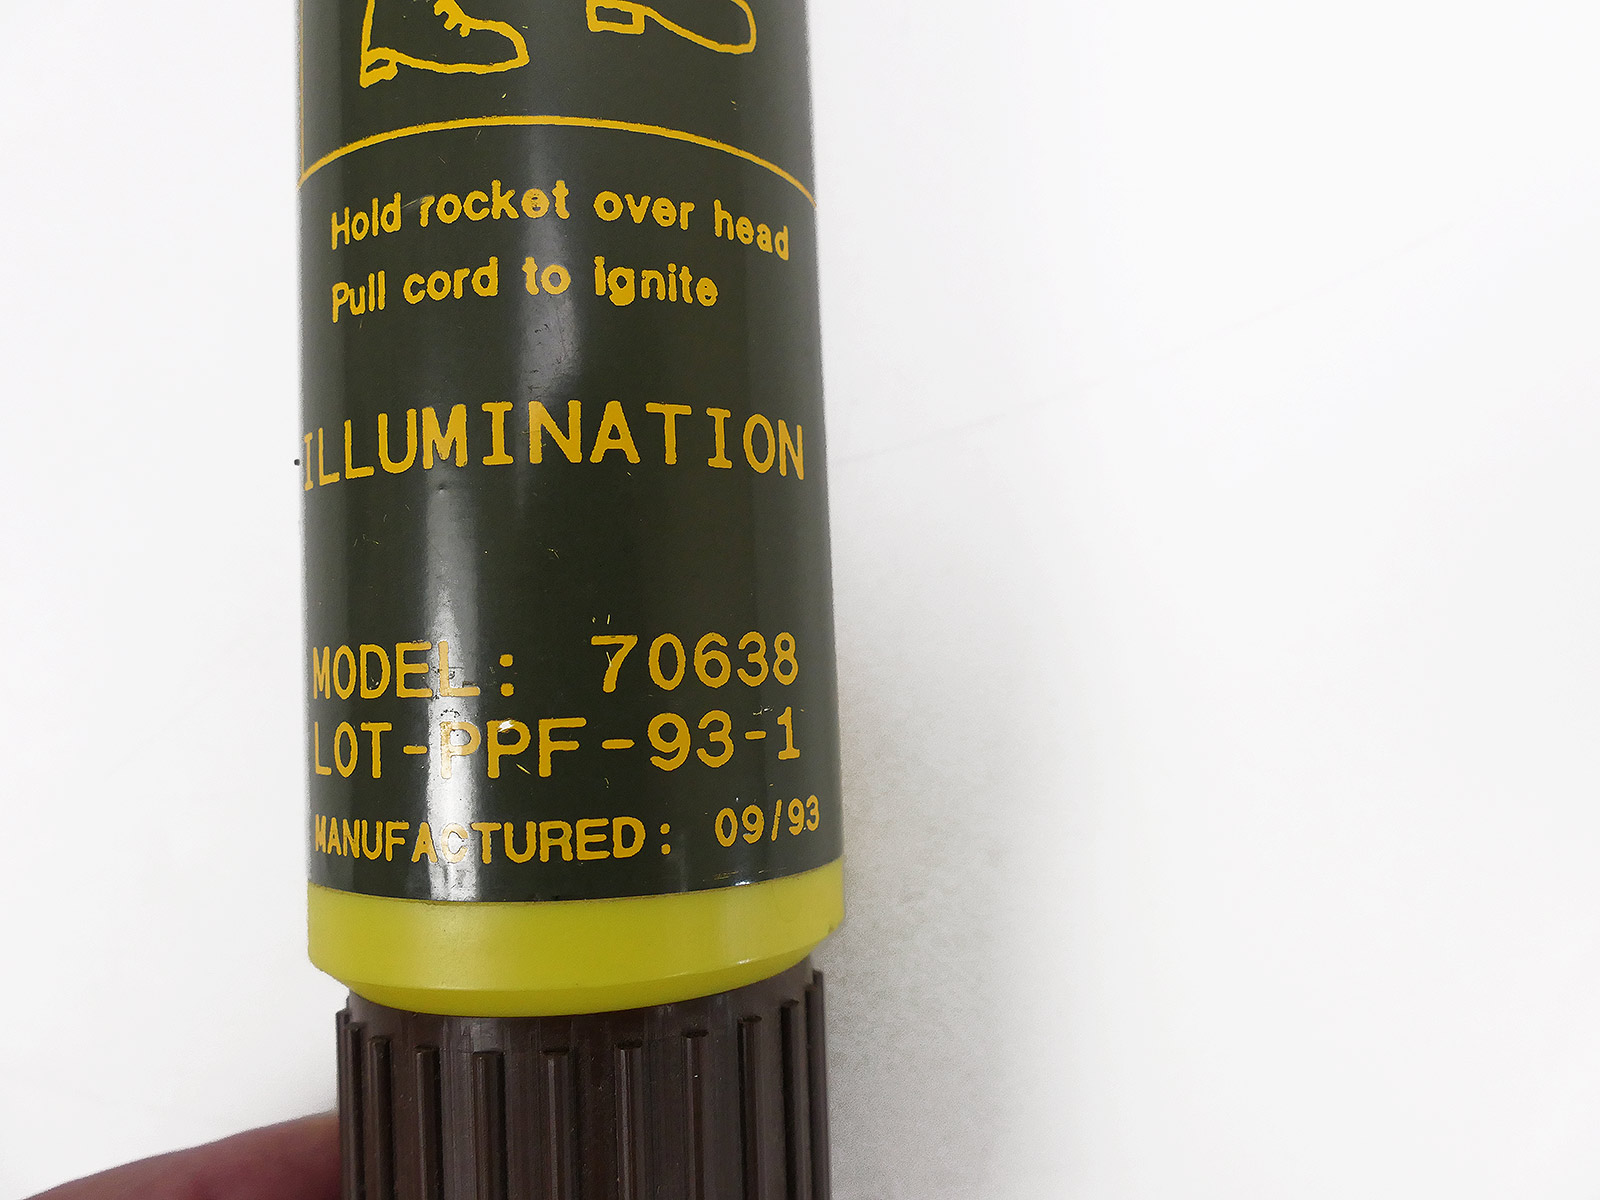 Hold rocket over head
Pull cord to ignite
ILLUMINATION
MODEL: 70638
LOT-PPF-93-1
MANUFACTURED: 09/93